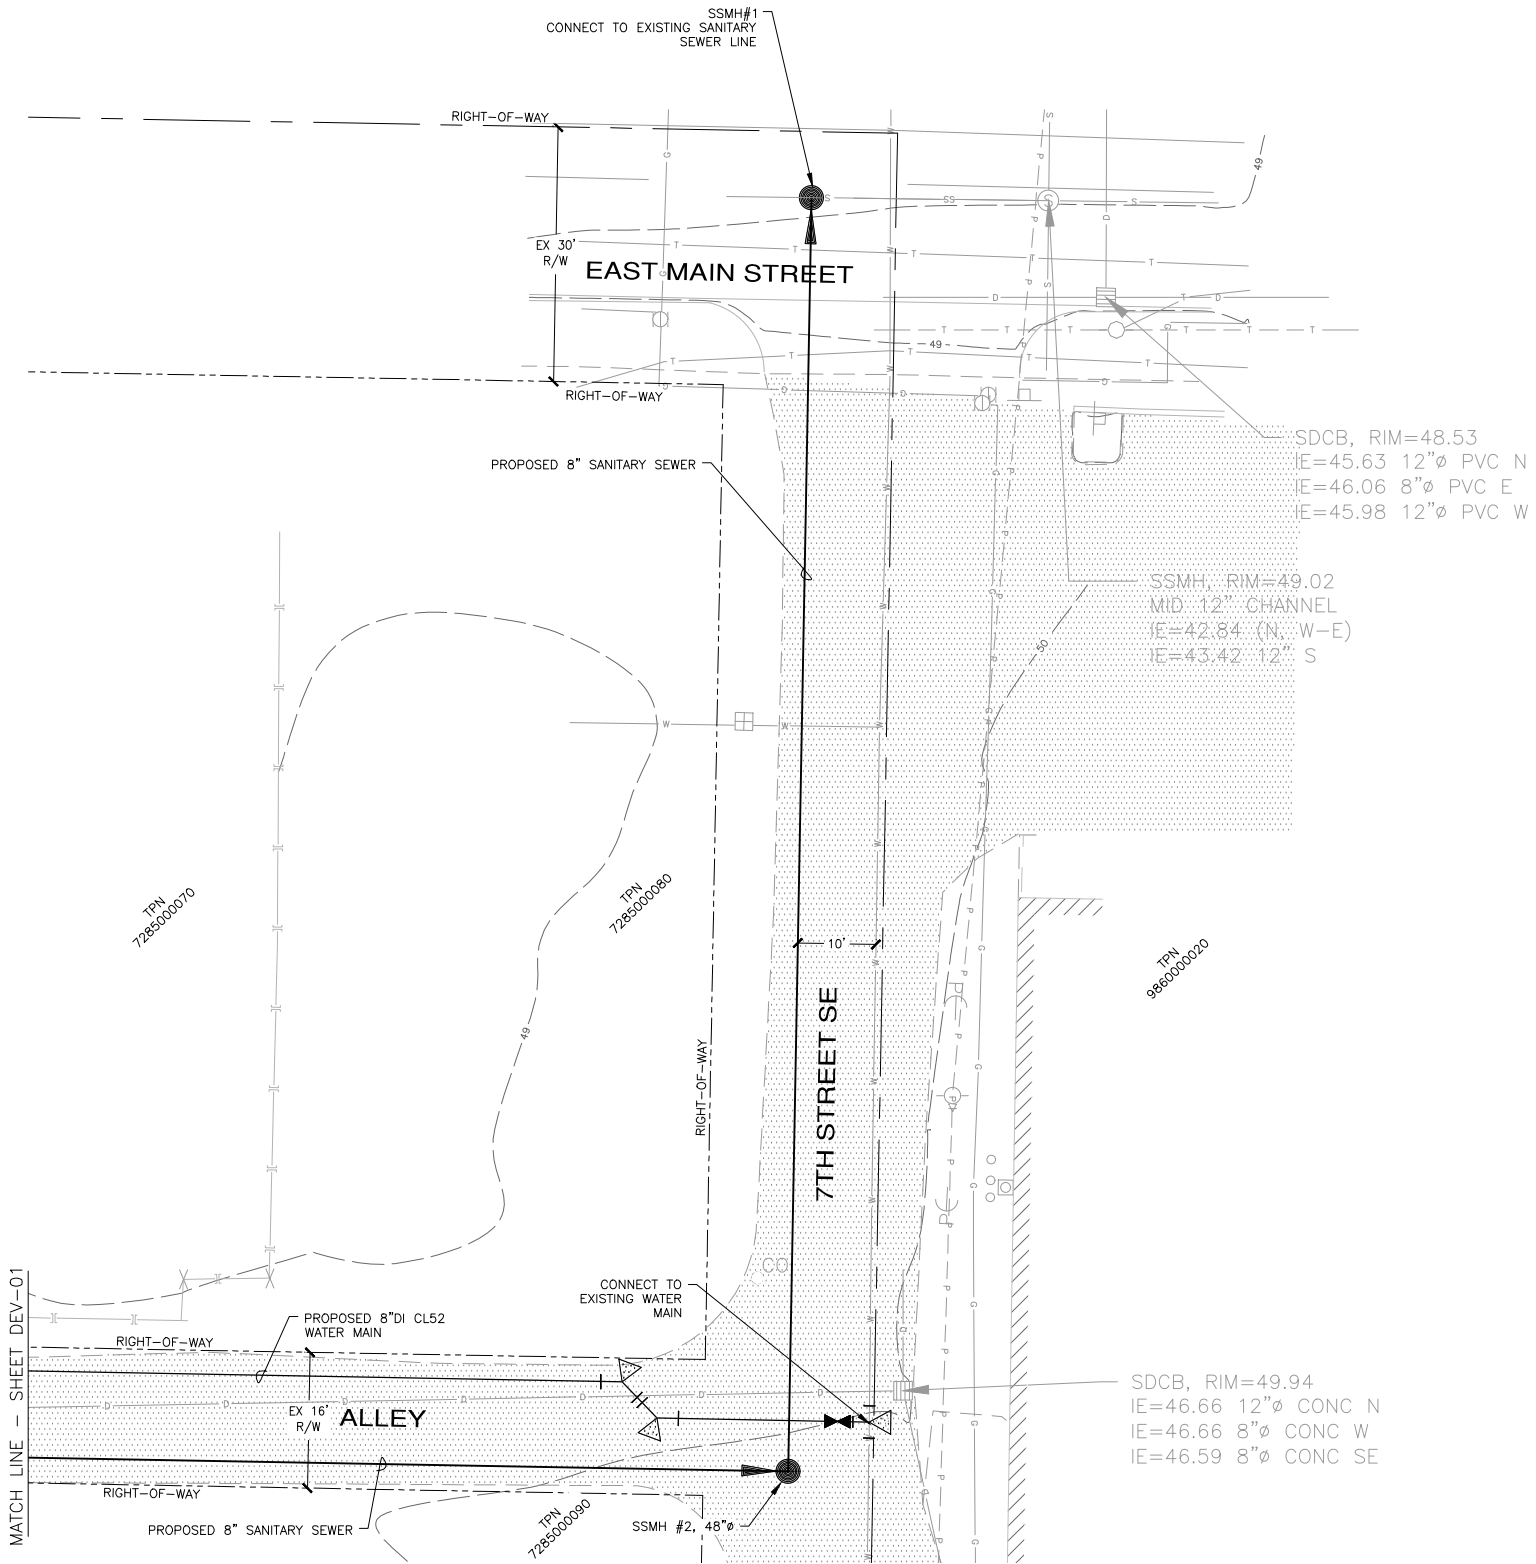 SSMH#1
CONNECT TO EXISTING SANITARY
SEWER LINE
RIGHT-OF-WAY
EX 30'
R/W
EAST MAIN STREET
49
49
RIGHT-OF-WAY
PROPOSED 8" SANITARY SEWER
SDCB, RIM=48.53
IE=45.63 12"ø PVC N
IE=46.06 8"ø PVC E
IE=45.98 12"ø PVC W
SSMH, RIM=49.02
MID 12" CHANNEL
IE=42.84 (N, W-E)
IE=43.42 12" S
50
TPN
7285000070
TPN
7285000080
TPN
9860000020
10'
49
RIGHT-OF-WAY
7TH STREET SE
CO
CONNECT TO
EXISTING WATER
MAIN
MATCH LINE - SHEET DEV-01
PROPOSED 8"DI CL52
WATER MAIN
RIGHT-OF-WAY
EX 16'
R/W
ALLEY
SDCB, RIM=49.94
IE=46.66 12"ø CONC N
IE=46.66 8"ø CONC W
IE=46.59 8"ø CONC SE
RIGHT-OF-WAY
PROPOSED 8" SANITARY SEWER
TPN
7285000090
SSMH #2, 48"ø